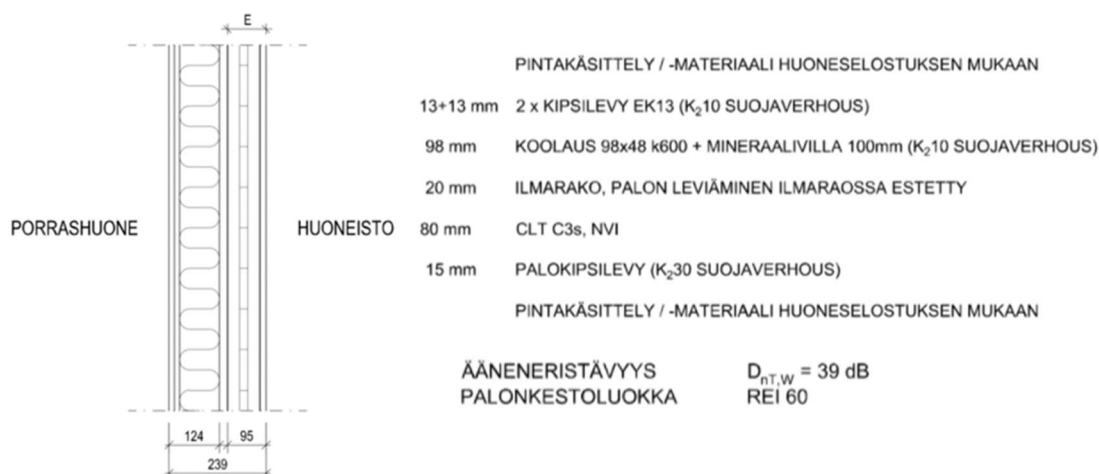 E
PINTAKÄSITTELY / -MATERIAALI HUONESELOSTUKSEN MUKAAN
13+13 mm 2 x KIPSILEVY EK13 (K₂10 SUOJAVERHOUS)
98 mm KOOLAUS 98x48 k600 + MINERAALIVILLA 100mm (K₂10 SUOJAVERHOUS)
20 mm ILMARAKO, PALON LEVIÄMINEN ILMARAOSSA ESTETTY
PORRASHUONE HUONEISTO 80 mm CLT C3s, NVI
15 mm PALOKIPSILEVY (K₂30 SUOJAVERHOUS)
PINTAKÄSITTELY / -MATERIAALI HUONESELOSTUKSEN MUKAAN
ÄÄNENERISTÄVYYS DnT,W = 39 dB
PALONKESTOLUOKKA REI 60
124 95
239